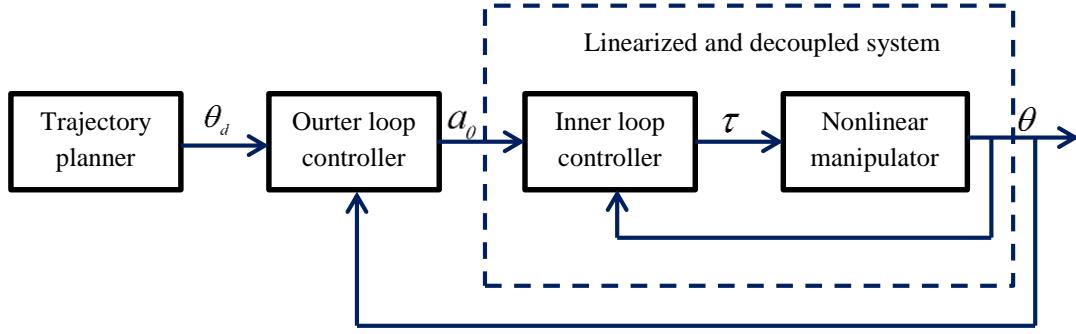 Linearized and decoupled system
Trajectory
planner
θd
Ourter loop
controller
a0
Inner loop
controller
τ
Nonlinear
manipulator
θ